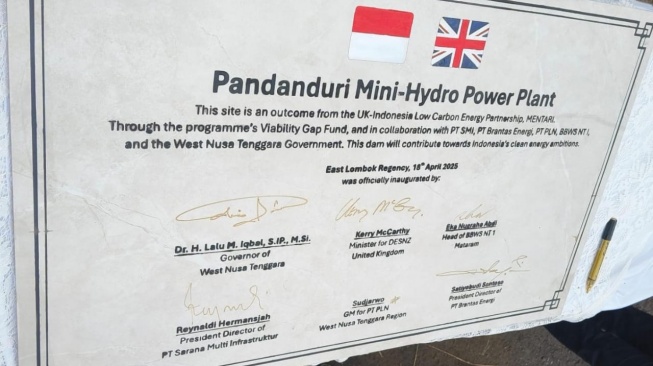 Pandanduri Mini-Hydro Power Plant
This site is an outcome from the UK-Indonesia Low Carbon Energy Partnership, MENTARI.
Through the programme's Viability Gap Fund, and in collaboration with PT SMI, PT Brantas Energi, PT PLN, BBWS NT I,
and the West Nusa Tenggara Government. This dam will contribute towards Indonesia's clean energy ambitions.
East Lombok Regency, 18th April 2025
was officially inaugurated by:
Dr. H. Lalu M. Iqbal, S.IP., M.Si.
Governor of
West Nusa Tenggara
Kerry McCarthy
Minister for DESNZ
United Kingdom
Eka Nugraha Abdi
Head of BBWS NT 1
Mataram
Reynaldi Hermansjah
President Director of
PT Sarana Multi Infrastruktur
Sudjarwo
GM for PT PLN
West Nusa Tenggara Region
Santoso
President Director of
PT Brantas Energi